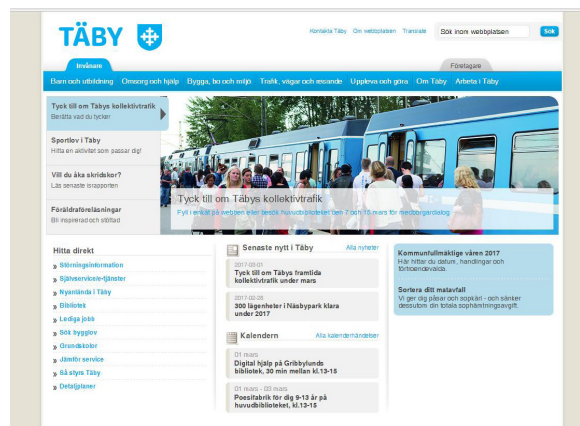 TÄBY
Kontakta Täby Om webbplatsen Translate Sök inom webbplatsen Sök
Invånare
Företagare
Barn och utbildning Omsorg och hjälp Bygga, bo och miljö Trafik, vägar och resande Uppleva och göra Om Täby Arbeta i Täby
Tyck till om Täbys kollektivtrafik
Berätta vad du tycker
Sportlov i Täby
Hitta en aktivitet som passar dig!
Vill du åka skridskor?
Läs senaste israpporten
Föräldraföreläsningar
Bli inspirerad och stöttad
Tyck till om Täbys kollektivtrafik
Fyll i enkät på webben eller besök huvudbiblioteket den 7 och 15 mars för medborgardialog
Hitta direkt
Störningsinformation
Självservice/e-tjänster
Nyanlända i Täby
Bibliotek
Lediga jobb
Sök bygglov
Grundskolor
Jämför service
Så styrs Täby
Detaljplaner
Senaste nytt i Täby Alla nyheter
2017-03-01
Tyck till om Täbys framtida
kollektivtrafik under mars
2017-02-28
300 lägenheter i Näsbypark klara
under 2017
Kalendern Alla kalenderhändelser
01 mars
Digital hjälp på Gribbylunds
bibliotek, 30 min mellan kl.13-15
01 mars - 03 mars
Poesifabrik för dig 9-13 år på
huvudbiblioteket, kl.13-15
Kommunfullmäktige våren 2017
Här hittar du datum, handlingar och
förtroendevalda.
Sortera ditt matavfall
Vi ger dig påsar och sopkärl - och sänker
dessutom din totala sophämtningsavgift.